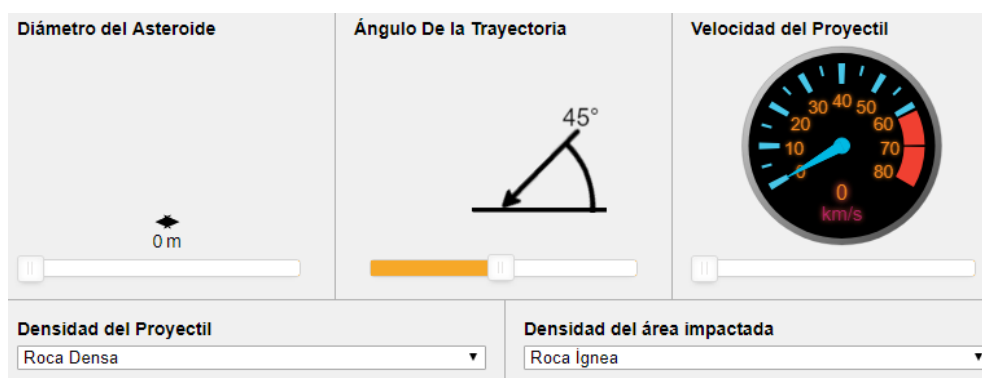 Diámetro del Asteroide
Ángulo De la Trayectoria
Velocidad del Proyectil
0 m
45°
0
10
20
30
40
50
60
70
80
0
km/s
Densidad del Proyectil
Roca Densa
Densidad del área impactada
Roca Ígnea